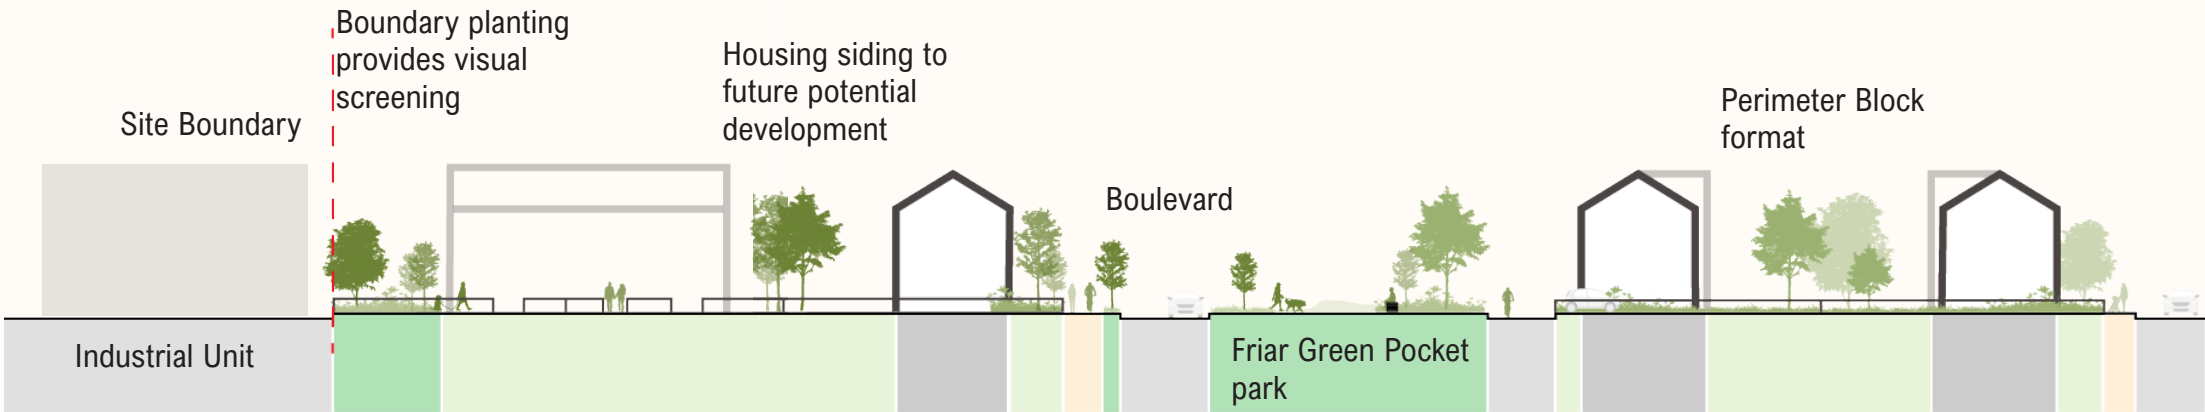 Boundary planting
provides visual
screening
Site Boundary
Housing siding to
future potential
development
Boulevard
Perimeter Block
format
Industrial Unit
Friar Green Pocket
park